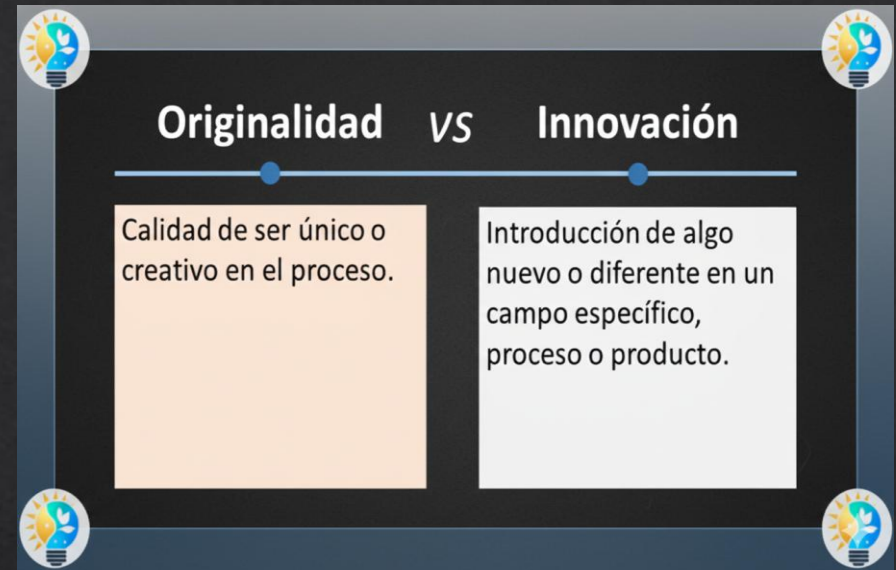 Originalidad vs Innovación
Calidad de ser único o
creativo en el proceso.
Introducción de algo
nuevo o diferente en un
campo específico,
proceso o producto.